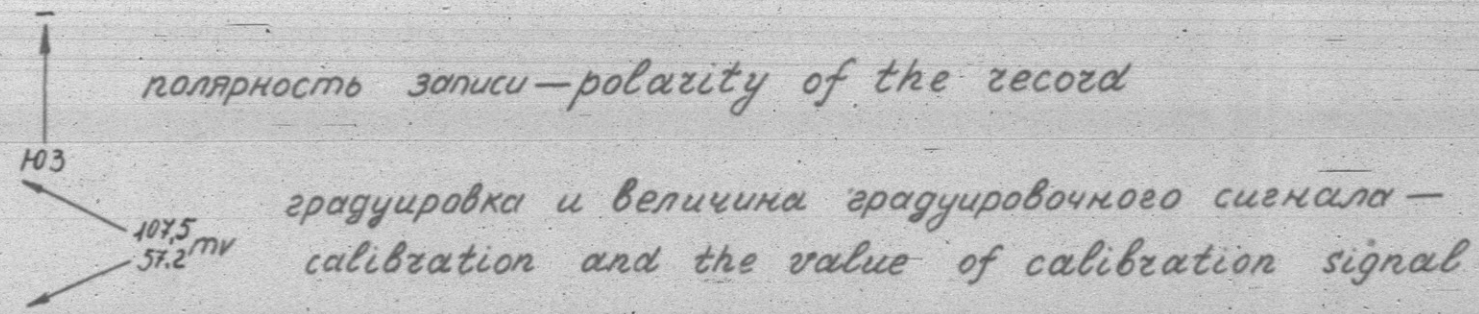 полярность записи — polarity of the record
ЮЗ
градуировка и величина градуировочного сигнала —
107,5
57.2 mv
calibration and the value of calibration signal